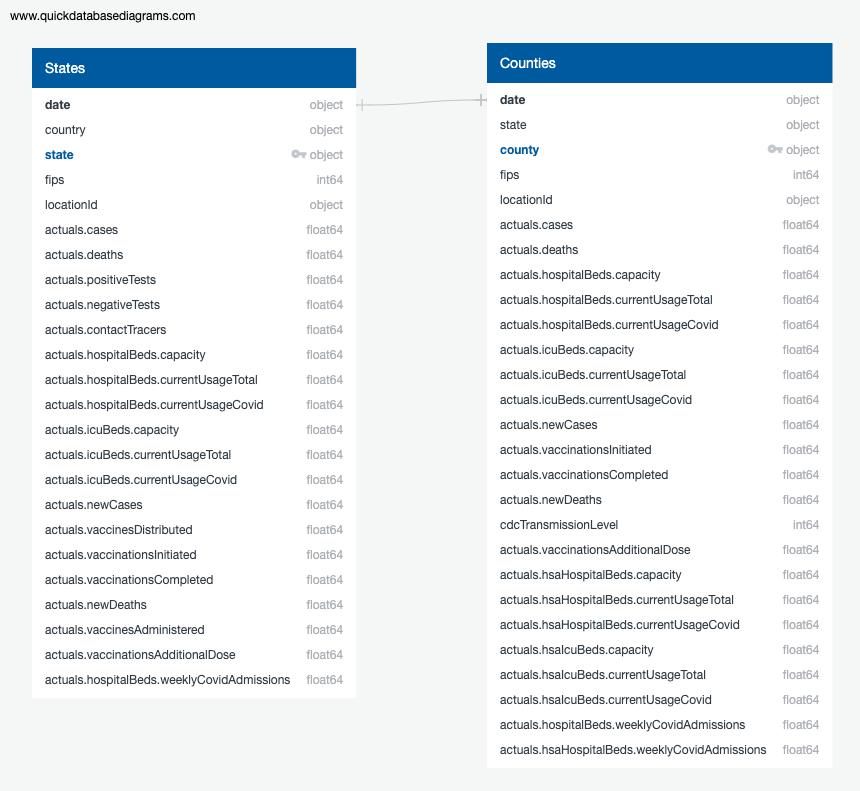 www.quickdatabasediagrams.com
States
date object
country object
state object
fips int64
locationId object
actuals.cases float64
actuals.deaths float64
actuals.positiveTests float64
actuals.negativeTests float64
actuals.contactTracers float64
actuals.hospitalBeds.capacity float64
actuals.hospitalBeds.currentUsageTotal float64
actuals.hospitalBeds.currentUsageCovid float64
actuals.icuBeds.capacity float64
actuals.icuBeds.currentUsageTotal float64
actuals.icuBeds.currentUsageCovid float64
actuals.newCases float64
actuals.vaccinesDistributed float64
actuals.vaccinationsInitiated float64
actuals.vaccinationsCompleted float64
actuals.newDeaths float64
actuals.vaccinesAdministered float64
actuals.vaccinationsAdditionalDose float64
actuals.hospitalBeds.weeklyCovidAdmissions float64
Counties
date object
state object
county object
fips int64
locationId object
actuals.cases float64
actuals.deaths float64
actuals.hospitalBeds.capacity float64
actuals.hospitalBeds.currentUsageTotal float64
actuals.hospitalBeds.currentUsageCovid float64
actuals.icuBeds.capacity float64
actuals.icuBeds.currentUsageTotal float64
actuals.icuBeds.currentUsageCovid float64
actuals.newCases float64
actuals.vaccinationsInitiated float64
actuals.vaccinationsCompleted float64
actuals.newDeaths float64
cdcTransmissionLevel int64
actuals.vaccinationsAdditionalDose float64
actuals.hsaHospitalBeds.capacity float64
actuals.hsaHospitalBeds.currentUsageTotal float64
actuals.hsaHospitalBeds.currentUsageCovid float64
actuals.hsaIcuBeds.capacity float64
actuals.hsaIcuBeds.currentUsageTotal float64
actuals.hsaIcuBeds.currentUsageCovid float64
actuals.hospitalBeds.weeklyCovidAdmissions float64
actuals.hsaHospitalBeds.weeklyCovidAdmissions float64